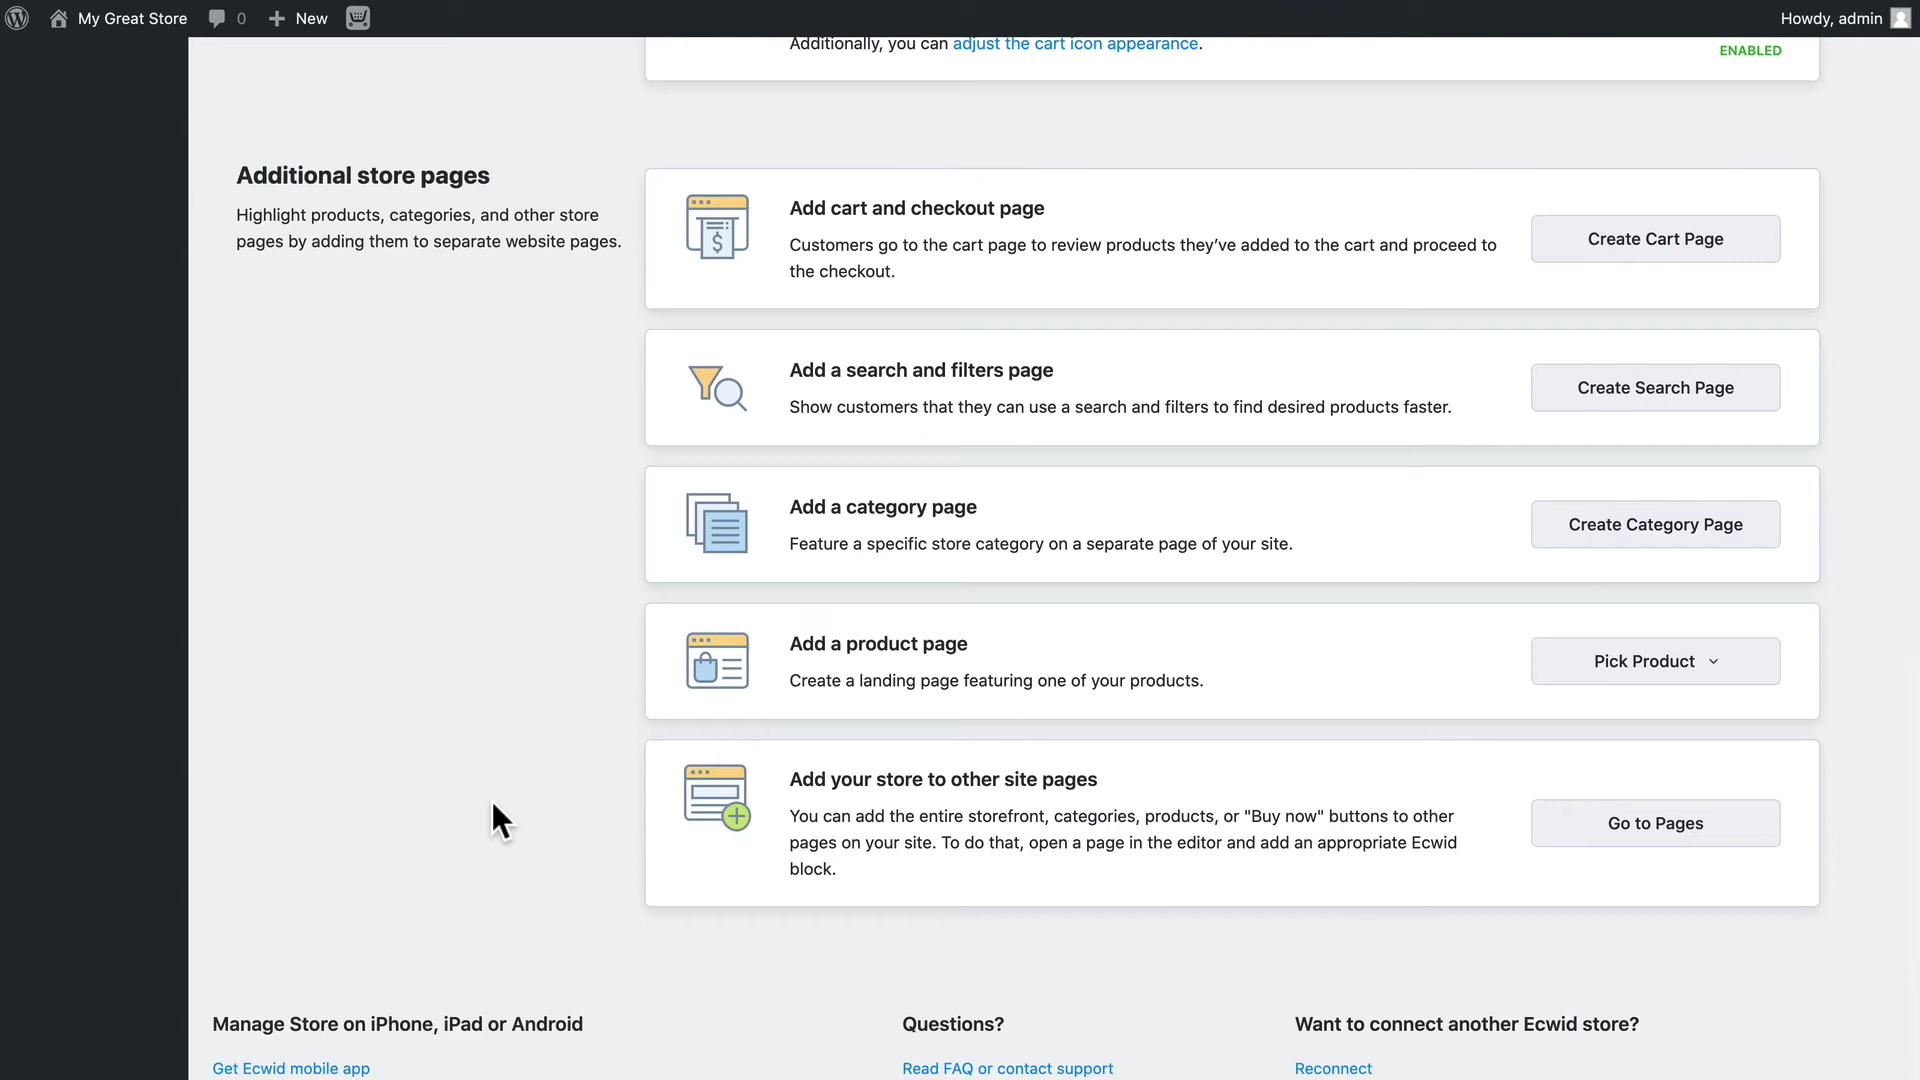 My Great Store
0
New
Howdy, admin
Additionally, you can adjust the cart icon appearance.
ENABLED
Additional store pages
Highlight products, categories, and other store
pages by adding them to separate website pages.
Add cart and checkout page
Customers go to the cart page to review products they’ve added to the cart and proceed to
the checkout.
Create Cart Page
Add a search and filters page
Show customers that they can use a search and filters to find desired products faster.
Create Search Page
Add a category page
Feature a specific store category on a separate page of your site.
Create Category Page
Add a product page
Create a landing page featuring one of your products.
Pick Product
Add your store to other site pages
You can add the entire storefront, categories, products, or "Buy now" buttons to other
pages on your site. To do that, open a page in the editor and add an appropriate Ecwid
block.
Go to Pages
Manage Store on iPhone, iPad or Android
Get Ecwid mobile app
Questions?
Read FAQ or contact support
Want to connect another Ecwid store?
Reconnect